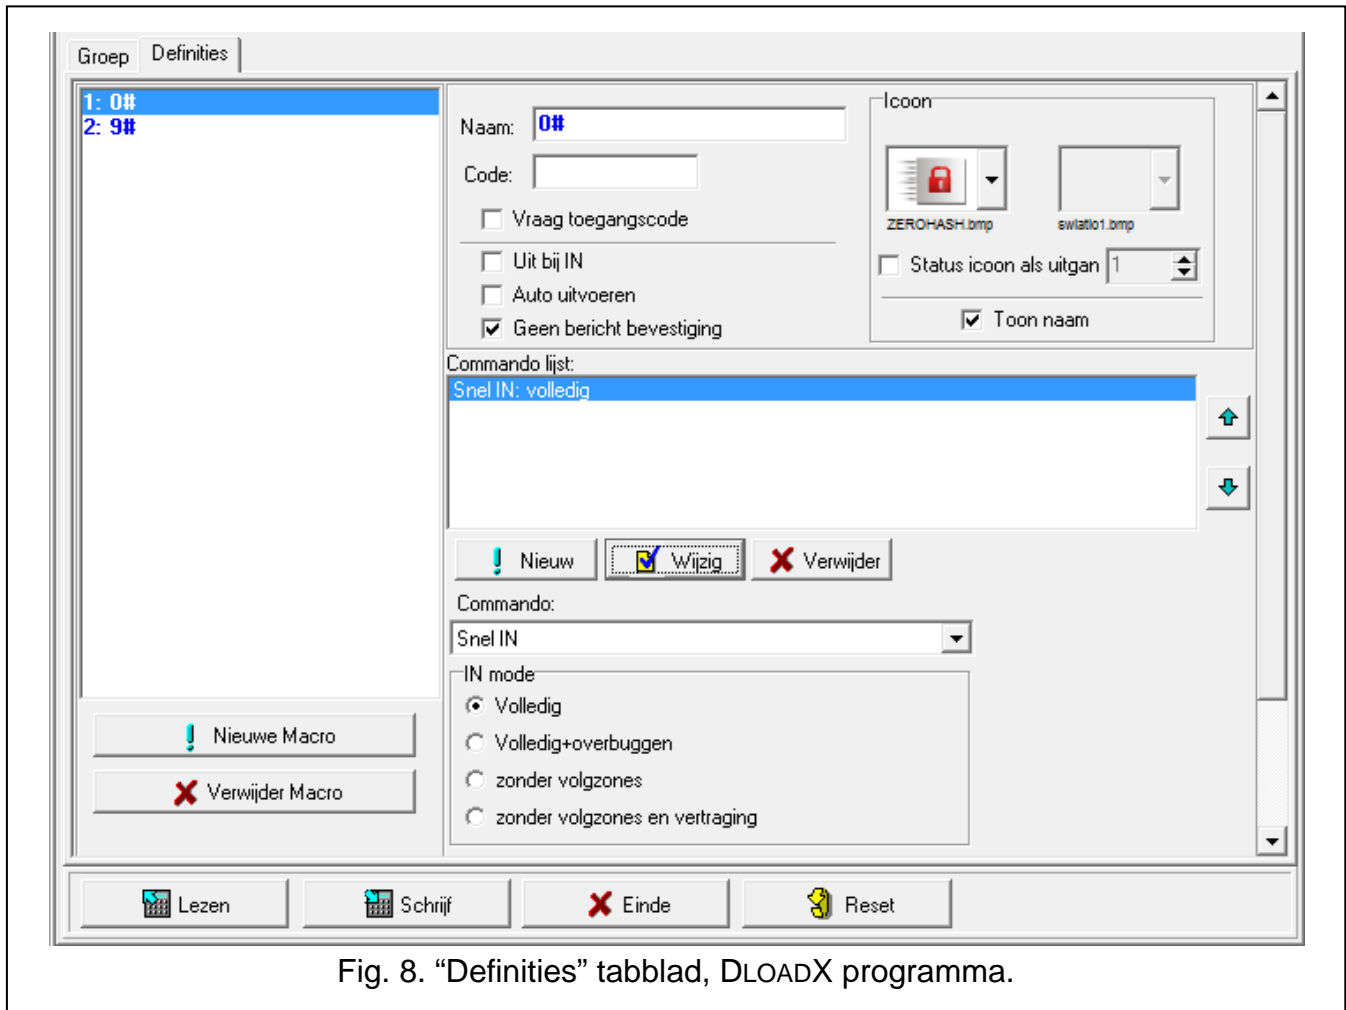 Groep
Definities
1: 0#
2: 9#
Nieuwe Macro
Verwijder Macro
Naam: 0#
Code:
Vraag toegangscode
Uit bij IN
Auto uitvoeren
Geen bericht bevestiging
Icoon
ZEROHASH.bmp
swiatlo1.bmp
Status icoon als uitgan 1
Toon naam
Commando lijst:
Snel IN: volledig
Nieuw
Wijzig
Verwijder
Commando:
Snel IN
IN mode
Volledig
Volledig+overbuggen
zonder volgzones
zonder volgzones en vertraging
Lezen
Schrijf
Einde
Reset
Fig. 8. “Definities” tabblad, DLOADX programma.